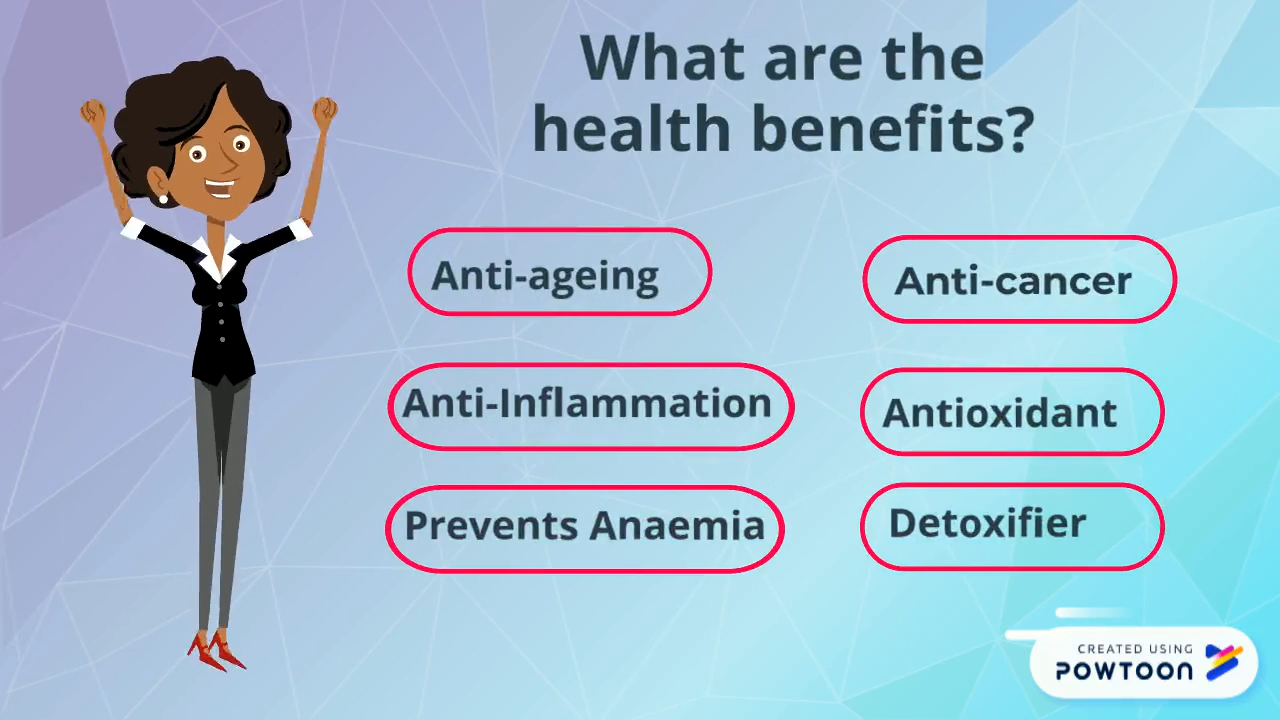 What are the
health benefits?
Anti-ageing
Anti-cancer
Anti-Inflammation
Antioxidant
Prevents Anaemia
Detoxifier
CREATED USING
POWTOON